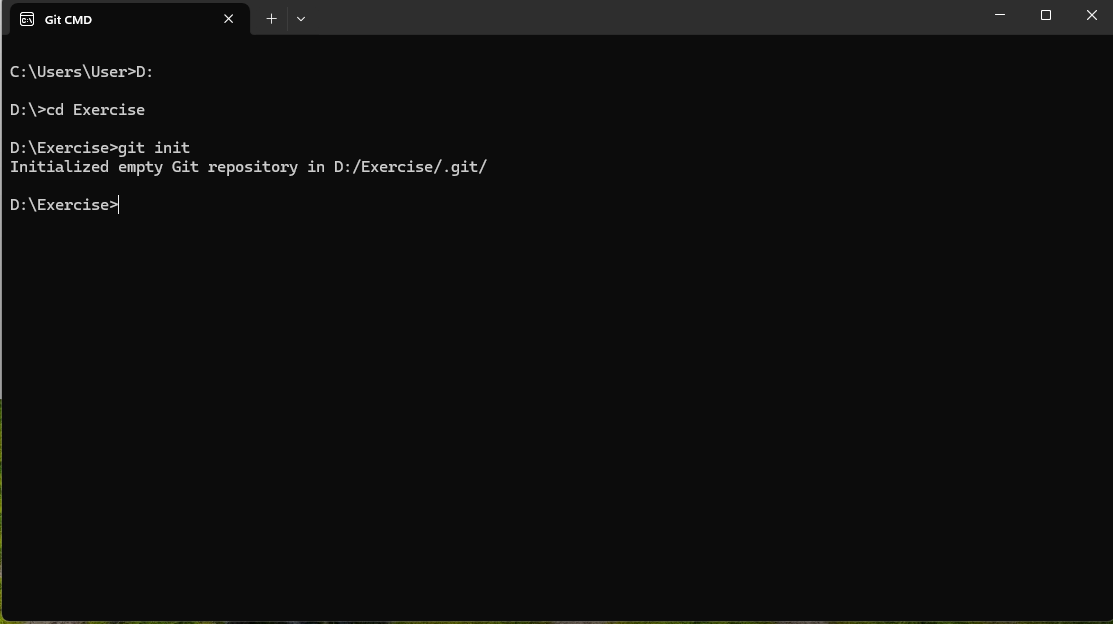 Git CMD
C:\Users\User>D:
D:\>cd Exercise
D:\Exercise>git init
Initialized empty Git repository in D:/Exercise/.git/
D:\Exercise>